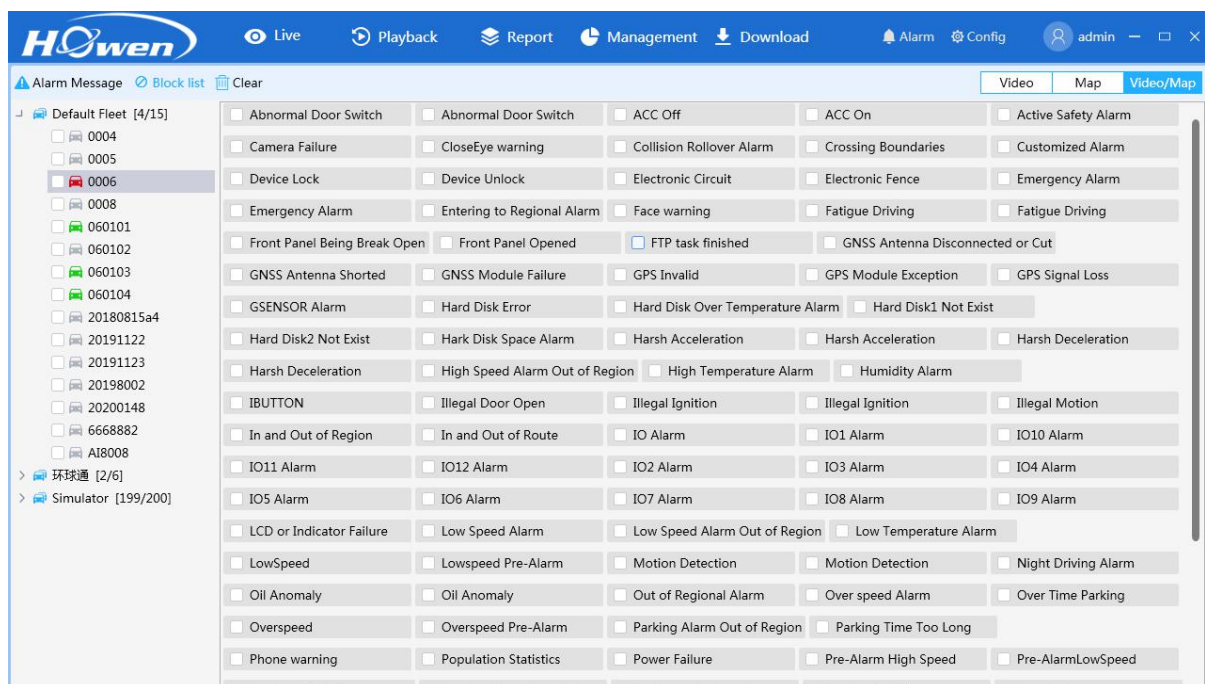 HOwen Live Playback Report Management Download Alarm Config admin
Alarm Message Block list Clear Video Map Video/Map
Default Fleet [4/15]
0004
0005
0006
0008
060101
060102
060103
060104
20180815a4
20191122
20191123
20198002
20200148
6668882
AI8008
环球通 [2/6]
Simulator [199/200]
Abnormal Door Switch Abnormal Door Switch ACC Off ACC On Active Safety Alarm
Camera Failure CloseEye warning Collision Rollover Alarm Crossing Boundaries Customized Alarm
Device Lock Device Unlock Electronic Circuit Electronic Fence Emergency Alarm
Emergency Alarm Entering to Regional Alarm Face warning Fatigue Driving Fatigue Driving
Front Panel Being Break Open Front Panel Opened FTP task finished GNSS Antenna Disconnected or Cut
GNSS Antenna Shorted GNSS Module Failure GPS Invalid GPS Module Exception GPS Signal Loss
GSENSOR Alarm Hard Disk Error Hard Disk Over Temperature Alarm Hard Disk1 Not Exist
Hard Disk2 Not Exist Hark Disk Space Alarm Harsh Acceleration Harsh Acceleration Harsh Deceleration
Harsh Deceleration High Speed Alarm Out of Region High Temperature Alarm Humidity Alarm
IBUTTON Illegal Door Open Illegal Ignition Illegal Ignition Illegal Motion
In and Out of Region In and Out of Route IO Alarm IO1 Alarm IO10 Alarm
IO11 Alarm IO12 Alarm IO2 Alarm IO3 Alarm IO4 Alarm
IO5 Alarm IO6 Alarm IO7 Alarm IO8 Alarm IO9 Alarm
LCD or Indicator Failure Low Speed Alarm Low Speed Alarm Out of Region Low Temperature Alarm
LowSpeed Lowspeed Pre-Alarm Motion Detection Motion Detection Night Driving Alarm
Oil Anomaly Oil Anomaly Out of Regional Alarm Over speed Alarm Over Time Parking
Overspeed Overspeed Pre-Alarm Parking Alarm Out of Region Parking Time Too Long
Phone warning Population Statistics Power Failure Pre-Alarm High Speed Pre-AlarmLowSpeed